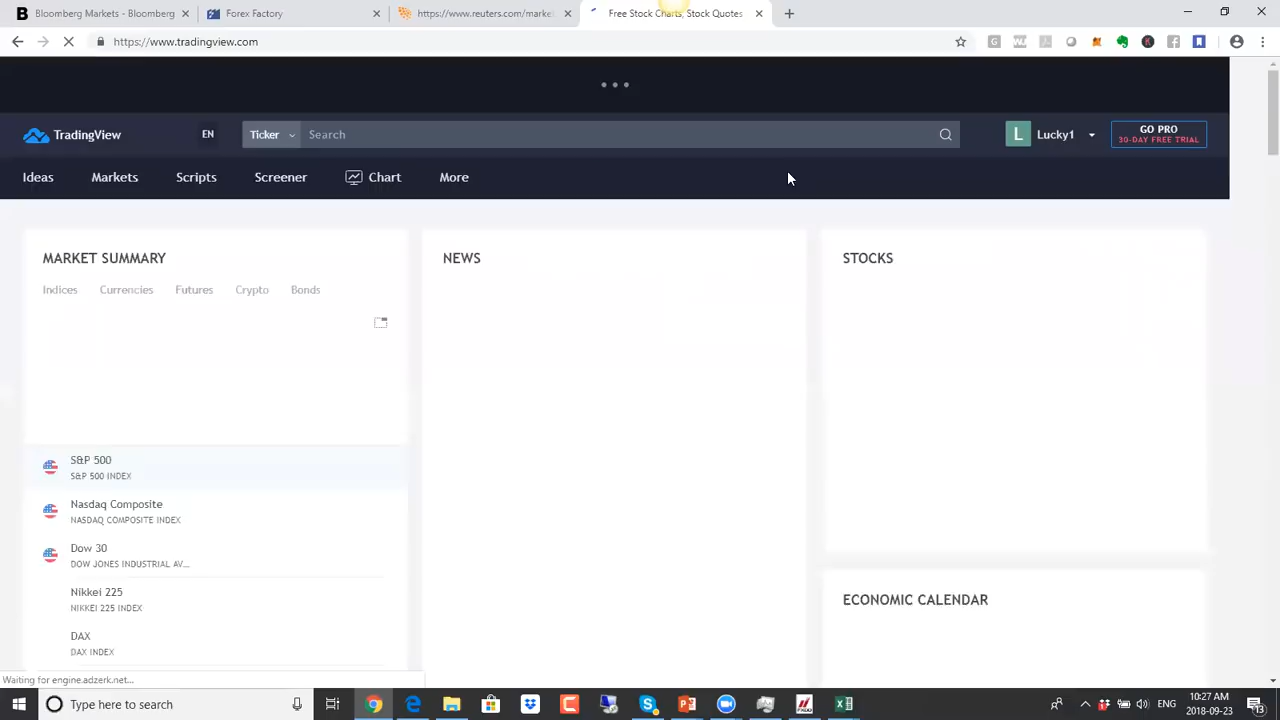 Bloomberg Markets - Bloomberg
Forex Factory
https://www.reuters.com/market
Free Stock Charts, Stock Quotes
https://www.tradingview.com
TradingView
EN
Ticker
Search
L
Lucky1
GO PRO
30-DAY FREE TRIAL
Ideas
Markets
Scripts
Screener
Chart
More
MARKET SUMMARY
Indices
Currencies
Futures
Crypto
Bonds
S&P 500
S&P 500 INDEX
Nasdaq Composite
NASDAQ COMPOSITE INDEX
Dow 30
DOW JONES INDUSTRIAL AV...
Nikkei 225
NIKKEI 225 INDEX
DAX
DAX INDEX
NEWS
STOCKS
ECONOMIC CALENDAR
Waiting for engine.adzerk.net...
Type here to search
ENG
10:27 AM
2018-09-23